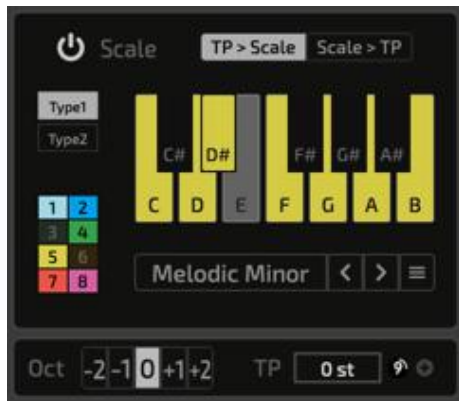 Scale TP > Scale Scale > TP
Type1
Type2
C# D# F# G# A#
C D E F G A B
1 2
3 4
5 6
7 8
Melodic Minor < > ≡
Oct -2 -1 0 +1 +2 TP 0 st